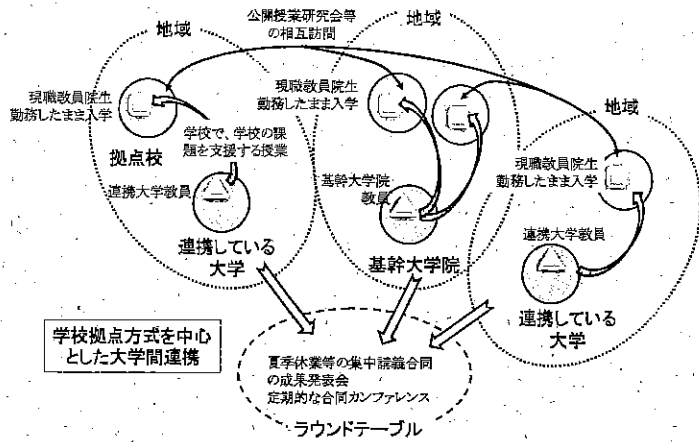 地域
公開授業研究会等
の相互訪問
地域
現職教員院生
勤務したまま入学
現職教員院生
勤務したまま入学
地域
学校で、学校の課
題を支援する授業
拠点校
現職教員院生
勤務したまま入学
連携大学教員
基幹大学院
教員
連携大学教員
連携している
大学
基幹大学院
連携している
大学
学校拠点方式を中心
とした大学間連携
夏季休業等の集中講義合同
の成果発表会
定期的な合同カンファレンス
ラウンドテーブル